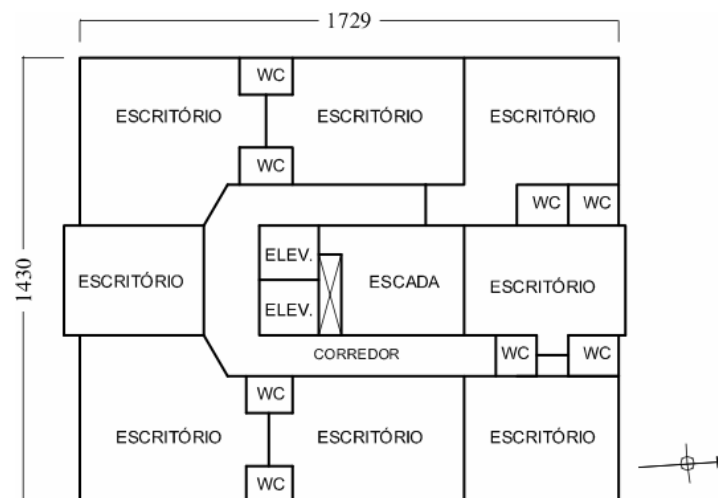 1729
WC
ESCRITÓRIO ESCRITÓRIO ESCRITÓRIO
WC
WC WC
1430
ELEV.
ESCRITÓRIO ESCADA ESCRITÓRIO
ELEV.
CORREDOR WC WC
WC
ESCRITÓRIO ESCRITÓRIO ESCRITÓRIO
WC